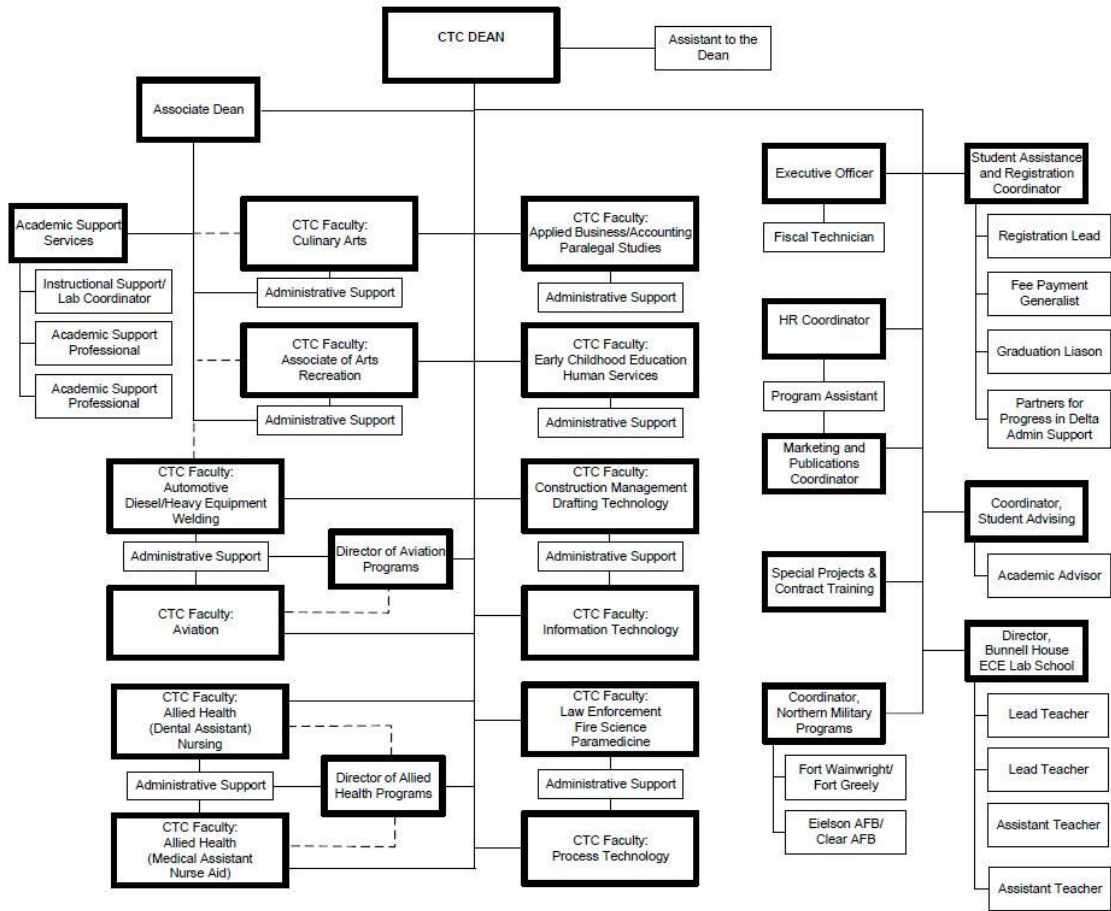 CTC DEAN
Assistant to the
Dean
Associate Dean
Executive Officer
Student Assistance
and Registration
Coordinator
Academic Support
Services
CTC Faculty:
Culinary Arts
CTC Faculty:
Applied Business/Accounting
Paralegal Studies
Fiscal Technician
Registration Lead
Instructional Support/
Lab Coordinator
Administrative Support
Administrative Support
Fee Payment
Generalist
Academic Support
Professional
HR Coordinator
CTC Faculty:
Associate of Arts
Recreation
CTC Faculty:
Early Childhood Education
Human Services
Graduation Liason
Academic Support
Professional
Program Assistant
Administrative Support
Administrative Support
Partners for
Progress in Delta
Admin Support
Marketing and
Publications
Coordinator
CTC Faculty:
Automotive
Diesel/Heavy Equipment
Welding
CTC Faculty:
Construction Management
Drafting Technology
Coordinator,
Student Advising
Administrative Support
Director of Aviation
Programs
Administrative Support
Special Projects &
Contract Training
Academic Advisor
CTC Faculty:
Aviation
CTC Faculty:
Information Technology
Director,
Bunnell House
ECE Lab School
CTC Faculty:
Allied Health
(Dental Assistant)
Nursing
CTC Faculty:
Law Enforcement
Fire Science
Paramedicine
Coordinator,
Northern Military
Programs
Lead Teacher
Administrative Support
Director of Allied
Health Programs
Administrative Support
Fort Wainwright/
Fort Greely
Lead Teacher
CTC Faculty:
Allied Health
(Medical Assistant
Nurse Aid)
CTC Faculty:
Process Technology
Eielson AFB/
Clear AFB
Assistant Teacher
Assistant Teacher